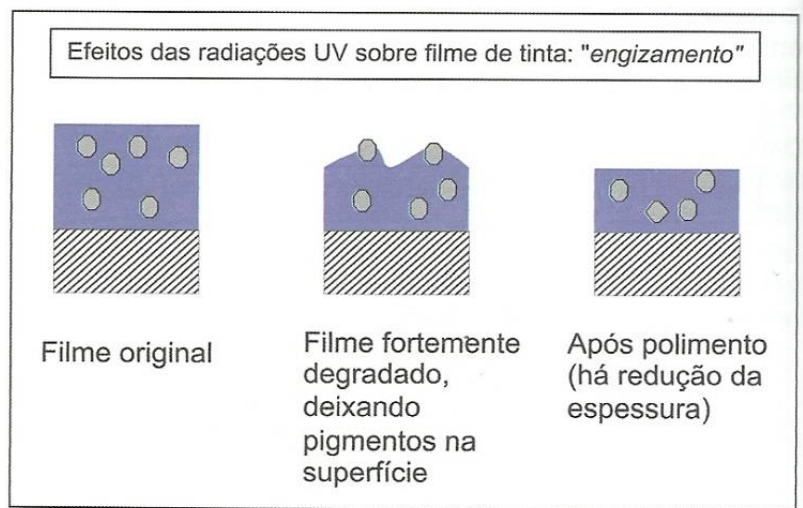 Efeitos das radiações UV sobre filme de tinta: "engizamento"
Filme original
Filme fortemente
degradado,
deixando
pigmentos na
superfície
Após polimento
(há redução da
espessura)